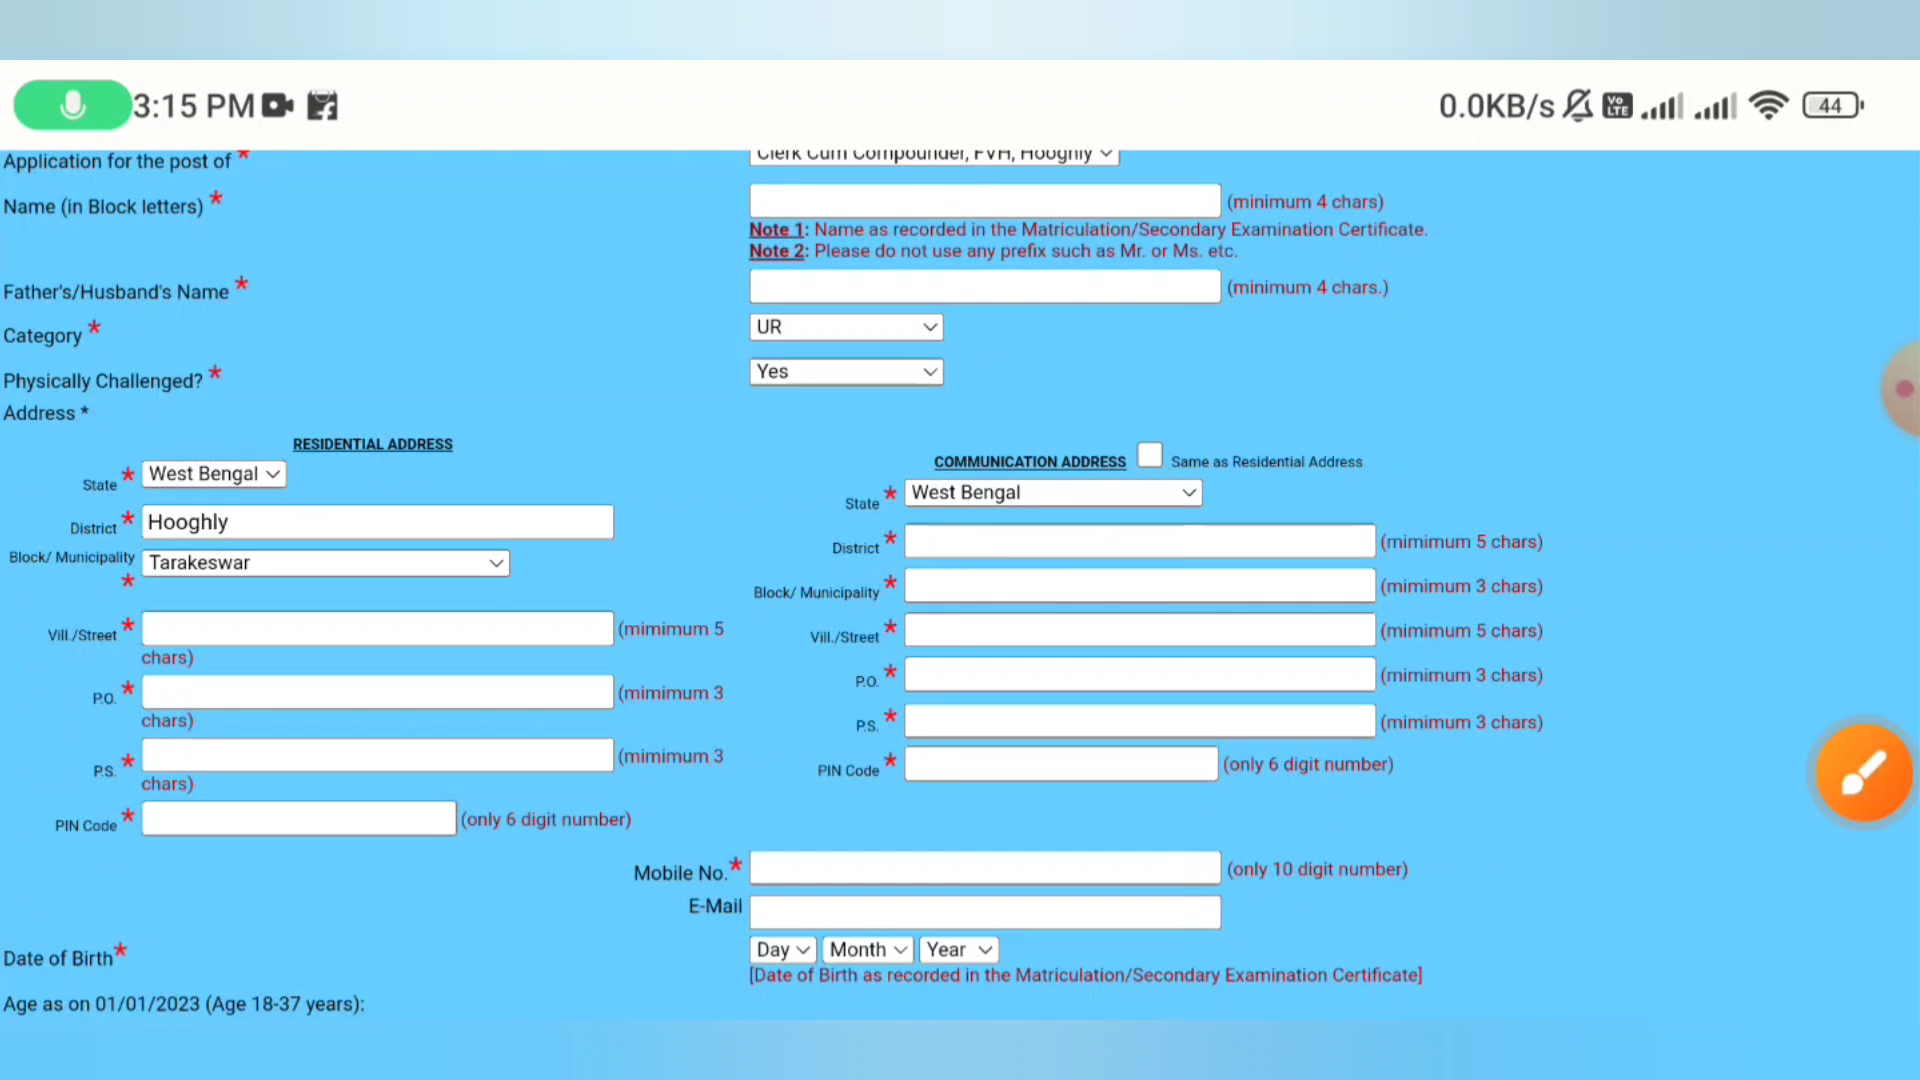 3:15 PM
0.0KB/s Vo LTE 44
Application for the post of * Clerk Cum Compounder, FVH, Hooghly
Name (in Block letters) * (minimum 4 chars)
Note 1: Name as recorded in the Matriculation/Secondary Examination Certificate.
Note 2: Please do not use any prefix such as Mr. or Ms. etc.
Father's/Husband's Name * (minimum 4 chars.)
Category * UR
Physically Challenged? * Yes
Address *
RESIDENTIAL ADDRESS
State * West Bengal
District * Hooghly
Block/ Municipality * Tarakeswar
Vill./Street * (mimimum 5
chars)
P.O. * (mimimum 3
chars)
P.S. * (mimimum 3
chars)
PIN Code * (only 6 digit number)
COMMUNICATION ADDRESS Same as Residential Address
State * West Bengal
District * (mimimum 5 chars)
Block/ Municipality * (mimimum 3 chars)
Vill./Street * (mimimum 5 chars)
P.O. * (mimimum 3 chars)
P.S. * (mimimum 3 chars)
PIN Code * (only 6 digit number)
Mobile No.* (only 10 digit number)
E-Mail
Date of Birth* Day Month Year
[Date of Birth as recorded in the Matriculation/Secondary Examination Certificate]
Age as on 01/01/2023 (Age 18-37 years):